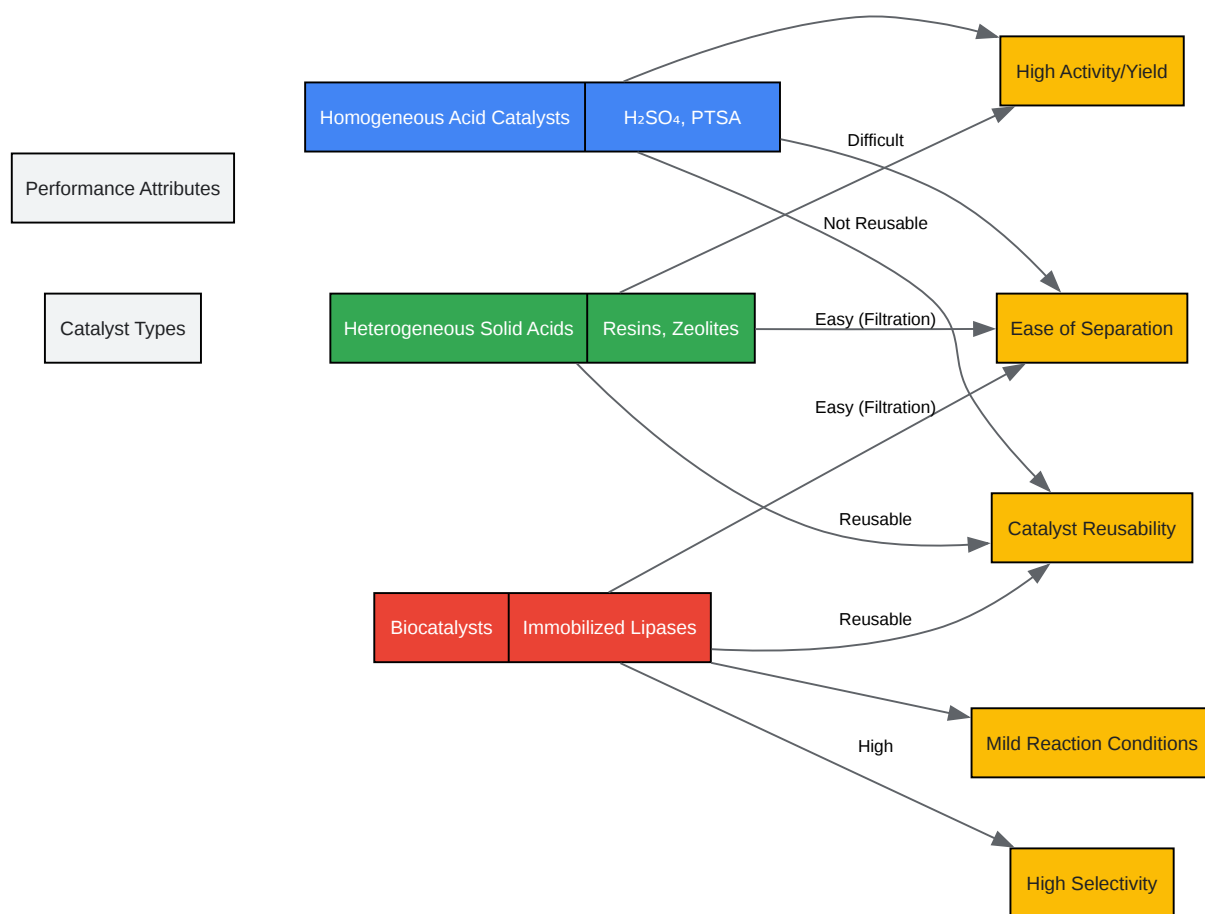 High Activity/Yield
Homogeneous Acid Catalysts
H₂SO₄, PTSA
Difficult
Performance Attributes
Not Reusable
Catalyst Types
Heterogeneous Solid Acids
Resins, Zeolites
Easy (Filtration)
Ease of Separation
Easy (Filtration)
Reusable
Catalyst Reusability
Biocatalysts
Immobilized Lipases
Reusable
High
Mild Reaction Conditions
High Selectivity